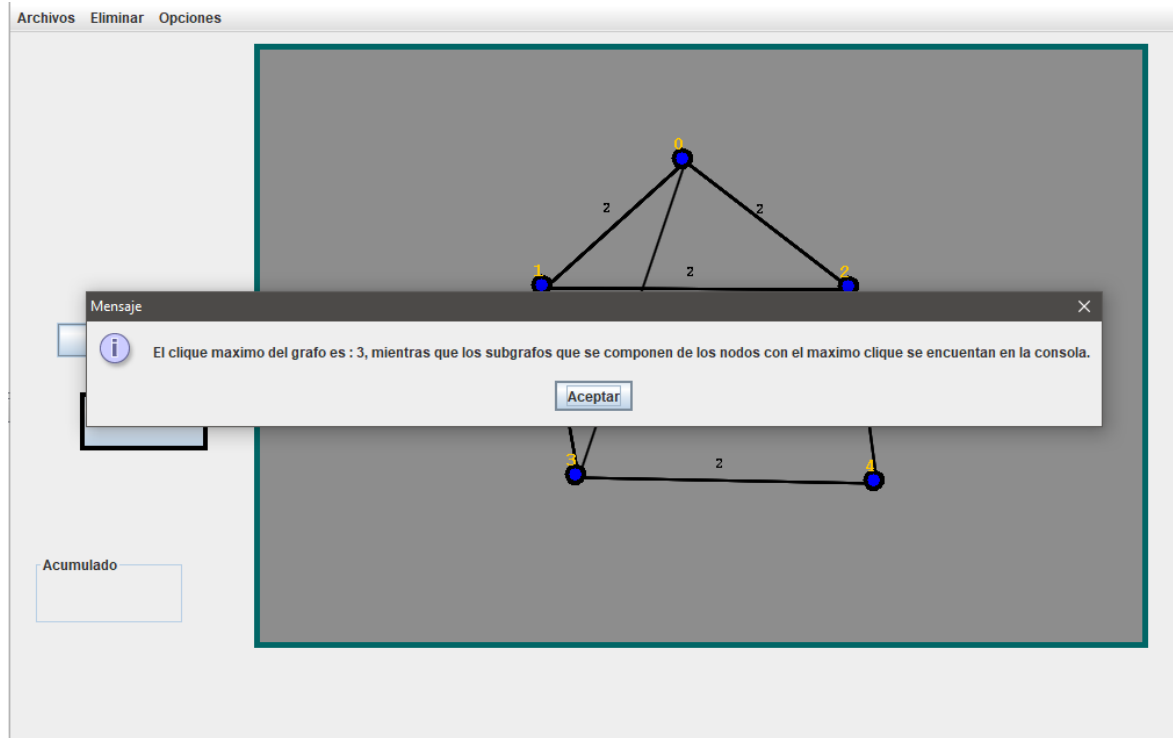 Archivos Eliminar Opciones
0
2 2
1 2 2
Mensaje
El clique maximo del grafo es : 3, mientras que los subgrafos que se componen de los nodos con el maximo clique se encuentan en la consola.
Aceptar
3 2 4
Acumulado